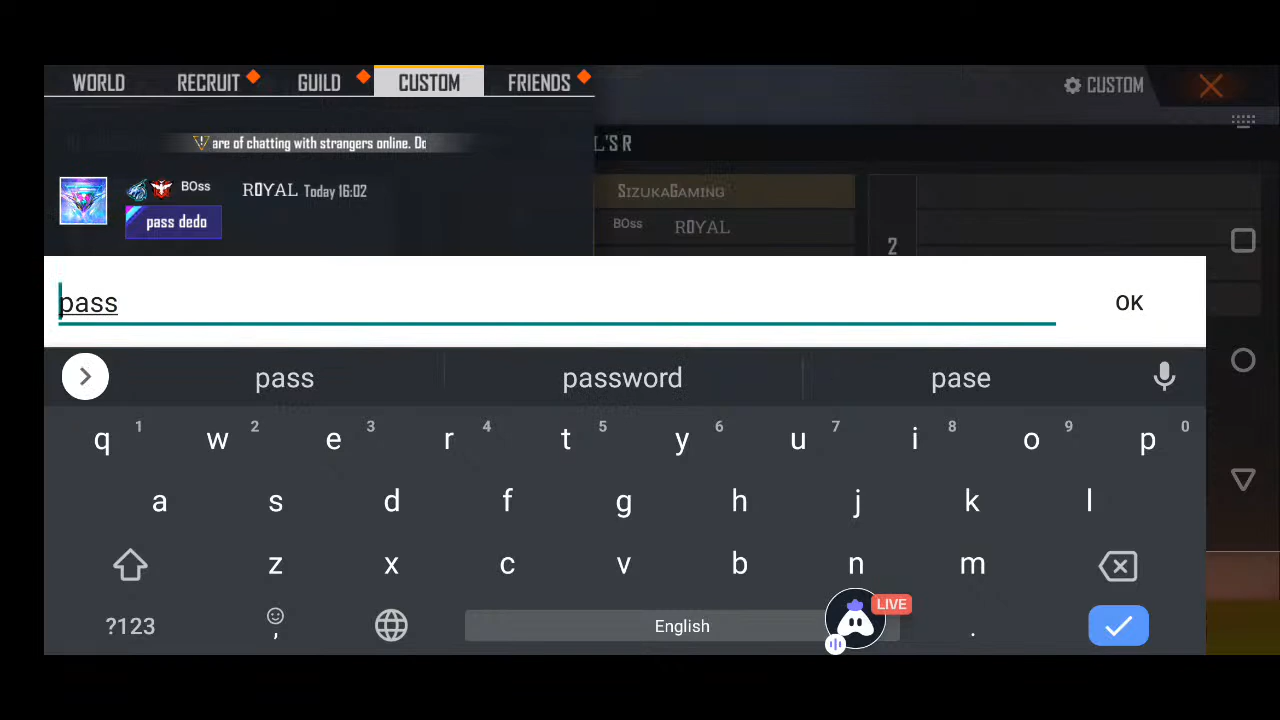 WORLD RECRUIT GUILD CUSTOM FRIENDS CUSTOM
are of chatting with strangers online. Do
L'S R
BOss ROYAL Today 16:02
SIZUKAGAMING
pass dedo
BOss ROYAL
2
pass OK
pass password pase
q 1 w 2 e 3 r 4 t 5 y 6 u 7 i 8 o 9 p 0
a s d f g h j k l
z x c v b n m
?123 , English .
LIVE